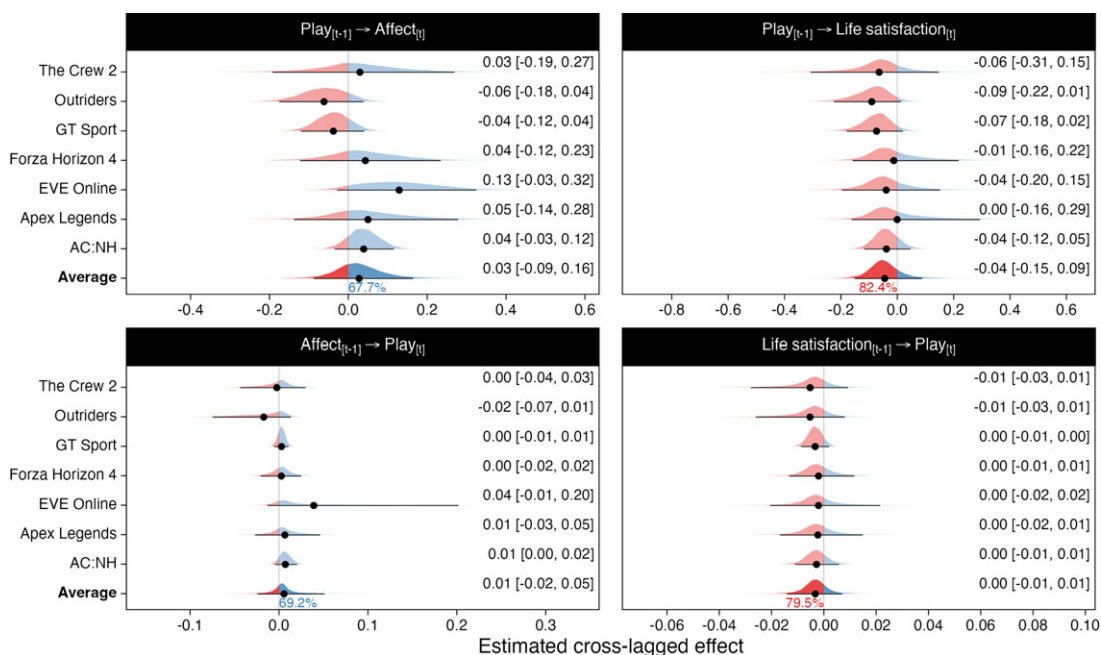 Play[t-1] → Affect[t]
The Crew 2 0.03 [-0.19, 0.27]
Outriders -0.06 [-0.18, 0.04]
GT Sport -0.04 [-0.12, 0.04]
Forza Horizon 4 0.04 [-0.12, 0.23]
EVE Online 0.13 [-0.03, 0.32]
Apex Legends 0.05 [-0.14, 0.28]
AC:NH 0.04 [-0.03, 0.12]
Average 0.03 [-0.09, 0.16]
67.7%
-0.4 -0.2 0.0 0.2 0.4 0.6
Play[t-1] → Life satisfaction[t]
-0.06 [-0.31, 0.15]
-0.09 [-0.22, 0.01]
-0.07 [-0.18, 0.02]
-0.01 [-0.16, 0.22]
-0.04 [-0.20, 0.15]
0.00 [-0.16, 0.29]
-0.04 [-0.12, 0.05]
-0.04 [-0.15, 0.09]
82.4%
-0.8 -0.6 -0.4 -0.2 0.0 0.2 0.4 0.6
Affect[t-1] → Play[t]
The Crew 2 0.00 [-0.04, 0.03]
Outriders -0.02 [-0.07, 0.01]
GT Sport 0.00 [-0.01, 0.01]
Forza Horizon 4 0.00 [-0.02, 0.02]
EVE Online 0.04 [-0.01, 0.20]
Apex Legends 0.01 [-0.03, 0.05]
AC:NH 0.01 [0.00, 0.02]
Average 0.01 [-0.02, 0.05]
69.2%
-0.1 0.0 0.1 0.2 0.3
Life satisfaction[t-1] → Play[t]
-0.01 [-0.03, 0.01]
-0.01 [-0.03, 0.01]
0.00 [-0.01, 0.00]
0.00 [-0.01, 0.01]
0.00 [-0.02, 0.02]
0.00 [-0.02, 0.01]
0.00 [-0.01, 0.01]
0.00 [-0.01, 0.01]
79.5%
-0.06 -0.04 -0.02 0.00 0.02 0.04 0.06 0.08 0.10
Estimated cross-lagged effect